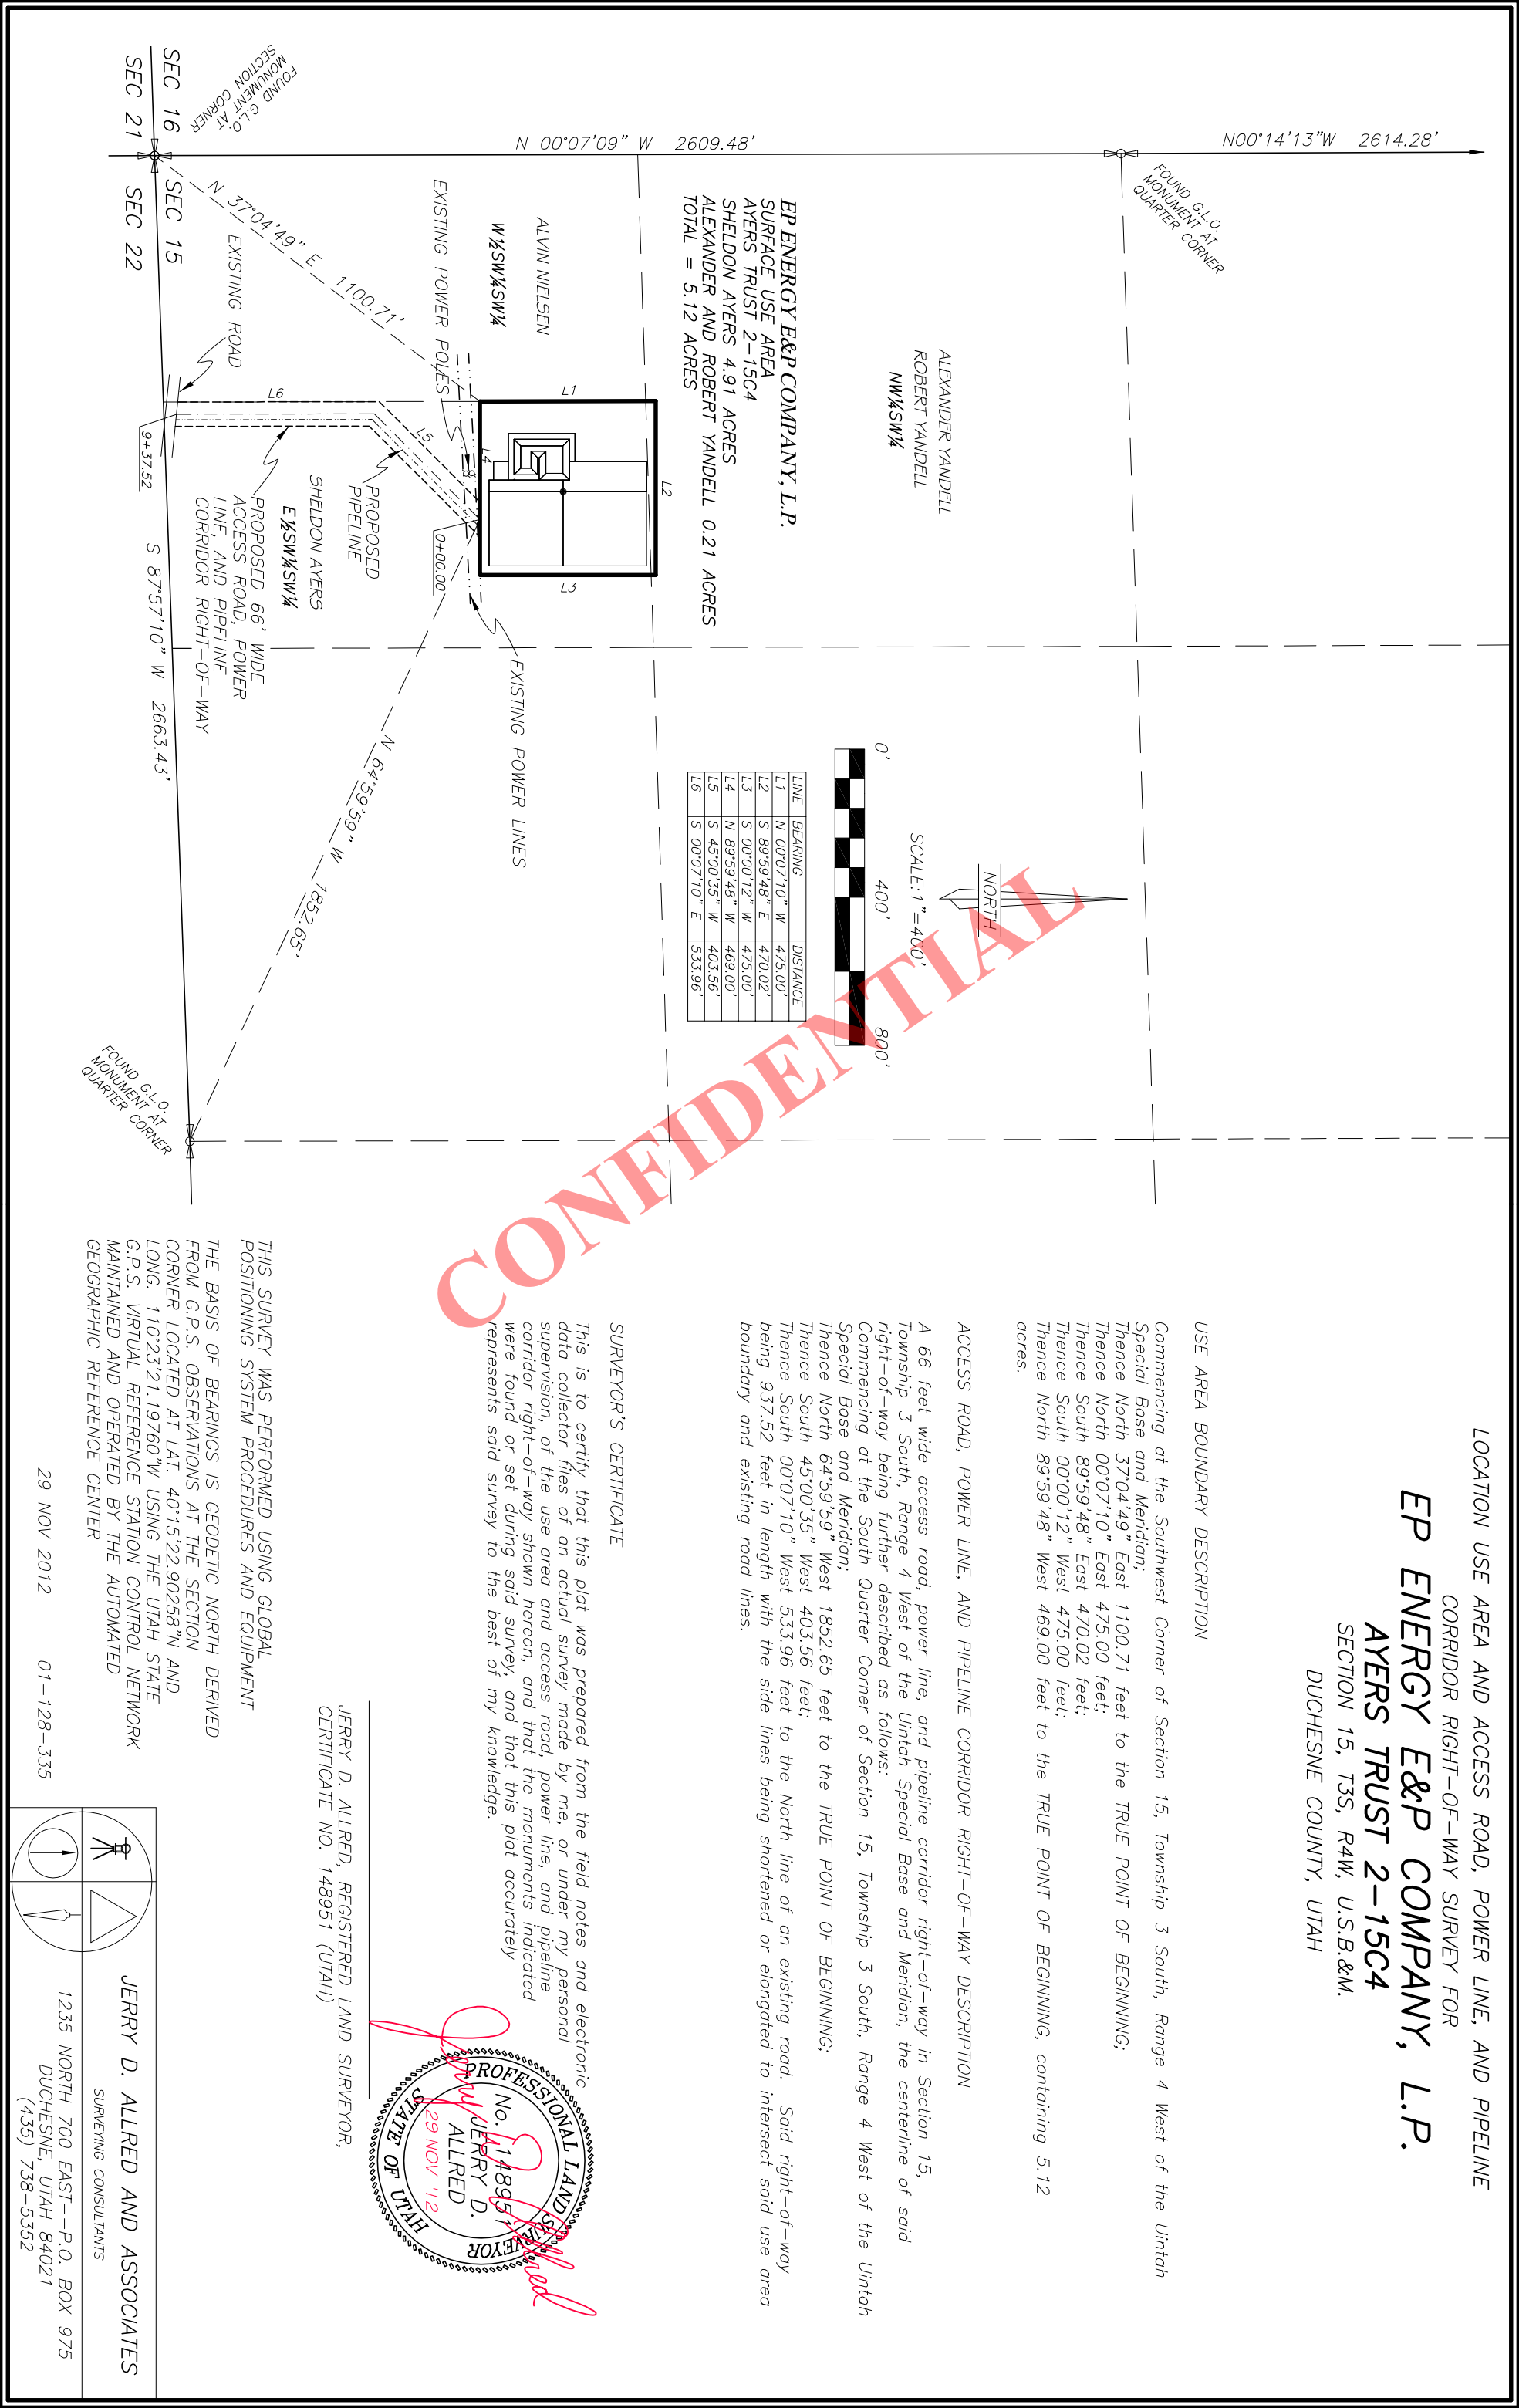 LOCATION USE AREA AND ACCESS ROAD, POWER LINE, AND PIPELINE
CORRIDOR RIGHT-OF-WAY SURVEY FOR
EP ENERGY E&P COMPANY, L.P.
AYERS TRUST 2-15C4
SECTION 15, T3S, R4W, U.S.B.&M.
DUCHESNE COUNTY, UTAH
USE AREA BOUNDARY DESCRIPTION
Commencing at the Southwest Corner of Section 15, Township 3 South, Range 4 West of the Uintah
Special Base and Meridian;
Thence North 37°04'49" East 1100.71 feet to the TRUE POINT OF BEGINNING;
Thence North 00°07'10" East 475.00 feet;
Thence South 89°59'48" East 470.02 feet;
Thence South 00°00'12" West 475.00 feet;
Thence North 89°59'48" West 469.00 feet to the TRUE POINT OF BEGINNING, containing 5.12
acres.
ACCESS ROAD, POWER LINE, AND PIPELINE CORRIDOR RIGHT-OF-WAY DESCRIPTION
A 66 feet wide access road, power line, and pipeline corridor right-of-way in Section 15,
Township 3 South, Range 4 West of the Uintah Special Base and Meridian, the centerline of said
right-of-way being further described as follows:
Commencing at the South Quarter Corner of Section 15, Township 3 South, Range 4 West of the Uintah
Special Base and Meridian;
Thence North 64°59'59" West 1852.65 feet to the TRUE POINT OF BEGINNING;
Thence South 45°00'35" West 403.56 feet;
Thence South 00°07'10" West 533.96 feet to the North line of an existing road. Said right-of-way
being 937.52 feet in length with the side lines being shortened or elongated to intersect said use area
boundary and existing road lines.
SURVEYOR'S CERTIFICATE
This is to certify that this plat was prepared from the field notes and electronic
data collector files of an actual survey made by me, or under my personal
supervision, of the use area and access road, power line, and pipeline
corridor right-of-way shown hereon, and that the monuments indicated
were found or set during said survey, and that this plat accurately
represents said survey to the best of my knowledge.
JERRY D. ALLRED, REGISTERED LAND SURVEYOR,
CERTIFICATE NO. 148951 (UTAH)
PROFESSIONAL LAND SURVEYOR
No. 148951
JERRY D.
ALLRED
29 NOV '12
STATE OF UTAH
Jerry D. Allred
THIS SURVEY WAS PERFORMED USING GLOBAL
POSITIONING SYSTEM PROCEDURES AND EQUIPMENT
THE BASIS OF BEARINGS IS GEODETIC NORTH DERIVED
FROM G.P.S. OBSERVATIONS AT THE SECTION
CORNER LOCATED AT LAT. 40°15'22.90258"N AND
LONG. 110°23'21.19760"W USING THE UTAH STATE
G.P.S. VIRTUAL REFERENCE STATION CONTROL NETWORK
MAINTAINED AND OPERATED BY THE AUTOMATED
GEOGRAPHIC REFERENCE CENTER
29 NOV 2012 01-128-335
JERRY D. ALLRED AND ASSOCIATES
SURVEYING CONSULTANTS
1235 NORTH 700 EAST--P.O. BOX 975
DUCHESNE, UTAH 84021
(435) 738-5352
CONFIDENTIAL
N00°14'13"W 2614.28'
FOUND G.L.O.
MONUMENT AT
QUARTER CORNER
N 00°07'09" W 2609.48'
ALEXANDER YANDELL
ROBERT YANDELL
NW¼SW¼
EP ENERGY E&P COMPANY, L.P.
SURFACE USE AREA
AYERS TRUST 2-15C4
SHELDON AYERS 4.91 ACRES
ALEXANDER AND ROBERT YANDELL 0.21 ACRES
TOTAL = 5.12 ACRES
NORTH
SCALE: 1"=400'
0' 400' 800'
LINE BEARING DISTANCE
L1 N 00°07'10" W 475.00'
L2 S 89°59'48" E 470.02'
L3 S 00°00'12" W 475.00'
L4 N 89°59'48" W 469.00'
L5 S 45°00'35" W 403.56'
L6 S 00°07'10" E 533.96'
L1
L2
L3
L4
L5
L6
ALVIN NIELSEN
W½SW¼SW¼
EXISTING POWER POLES
EXISTING POWER LINES
0+00.00
PROPOSED
PIPELINE
SHELDON AYERS
E½SW¼SW¼
PROPOSED 66' WIDE
ACCESS ROAD, POWER
LINE, AND PIPELINE
CORRIDOR RIGHT-OF-WAY
N 37°04'49" E 1100.71'
N 64°59'59" W 1852.65'
EXISTING ROAD
9+37.52
S 87°57'10" W 2663.43'
SEC 16 SEC 15
SEC 21 SEC 22
FOUND G.L.O.
MONUMENT AT
SECTION CORNER
FOUND G.L.O.
MONUMENT AT
QUARTER CORNER